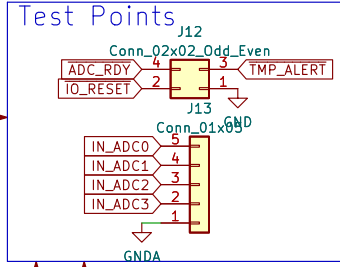 Test Points
J12
Conn_02x02_Odd_Even
ADC_RDY 4 3 TMP_ALERT
IO_RESET 2 1
GND
J13
Conn_01x05
IN_ADC0 5
IN_ADC1 4
IN_ADC2 3
IN_ADC3 2
1
GNDA